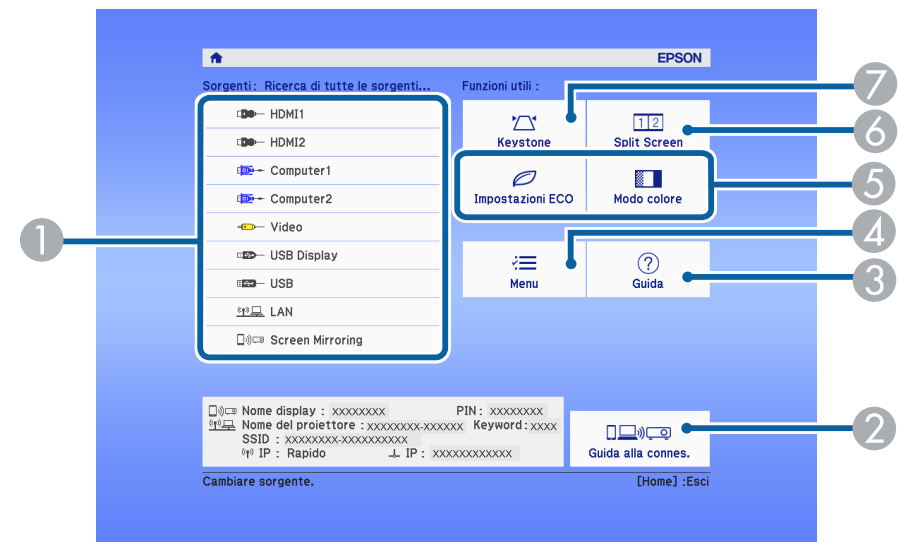 EPSON
Sorgenti: Ricerca di tutte le sorgenti...
Funzioni utili :
HDMI1
HDMI2
Computer1
Computer2
Video
USB Display
USB
LAN
Screen Mirroring
Keystone
1 2
Split Screen
Impostazioni ECO
Modo colore
Menu
?
Guida
7
6
5
4
3
1
2
Nome display : XXXXXXXX PIN : XXXXXXXX
Nome del proiettore : XXXXXXXX-XXXXXX Keyword : XXXX
SSID : XXXXXXXX-XXXXXXXXXX
IP : Rapido IP : XXXXXXXXXXXX
Guida alla connes.
Cambiare sorgente. [Home] :Esci